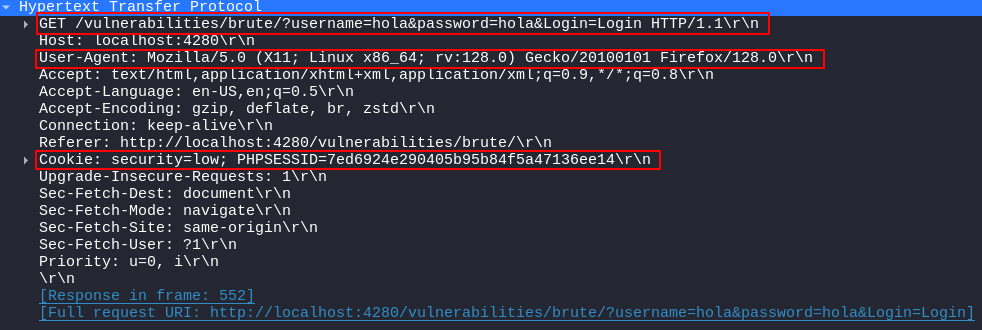 Hypertext Transfer Protocol
GET /vulnerabilities/brute/?username=hola&password=hola&Login=Login HTTP/1.1\r\n
Host: localhost:4280\r\n
User-Agent: Mozilla/5.0 (X11; Linux x86_64; rv:128.0) Gecko/20100101 Firefox/128.0\r\n
Accept: text/html,application/xhtml+xml,application/xml;q=0.9,*/*;q=0.8\r\n
Accept-Language: en-US,en;q=0.5\r\n
Accept-Encoding: gzip, deflate, br, zstd\r\n
Connection: keep-alive\r\n
Referer: http://localhost:4280/vulnerabilities/brute/\r\n
Cookie: security=low; PHPSESSID=7ed6924e290405b95b84f5a47136ee14\r\n
Upgrade-Insecure-Requests: 1\r\n
Sec-Fetch-Dest: document\r\n
Sec-Fetch-Mode: navigate\r\n
Sec-Fetch-Site: same-origin\r\n
Sec-Fetch-User: ?1\r\n
Priority: u=0, i\r\n
\r\n
[Response in frame: 552]
[Full request URI: http://localhost:4280/vulnerabilities/brute/?username=hola&password=hola&Login=Login]